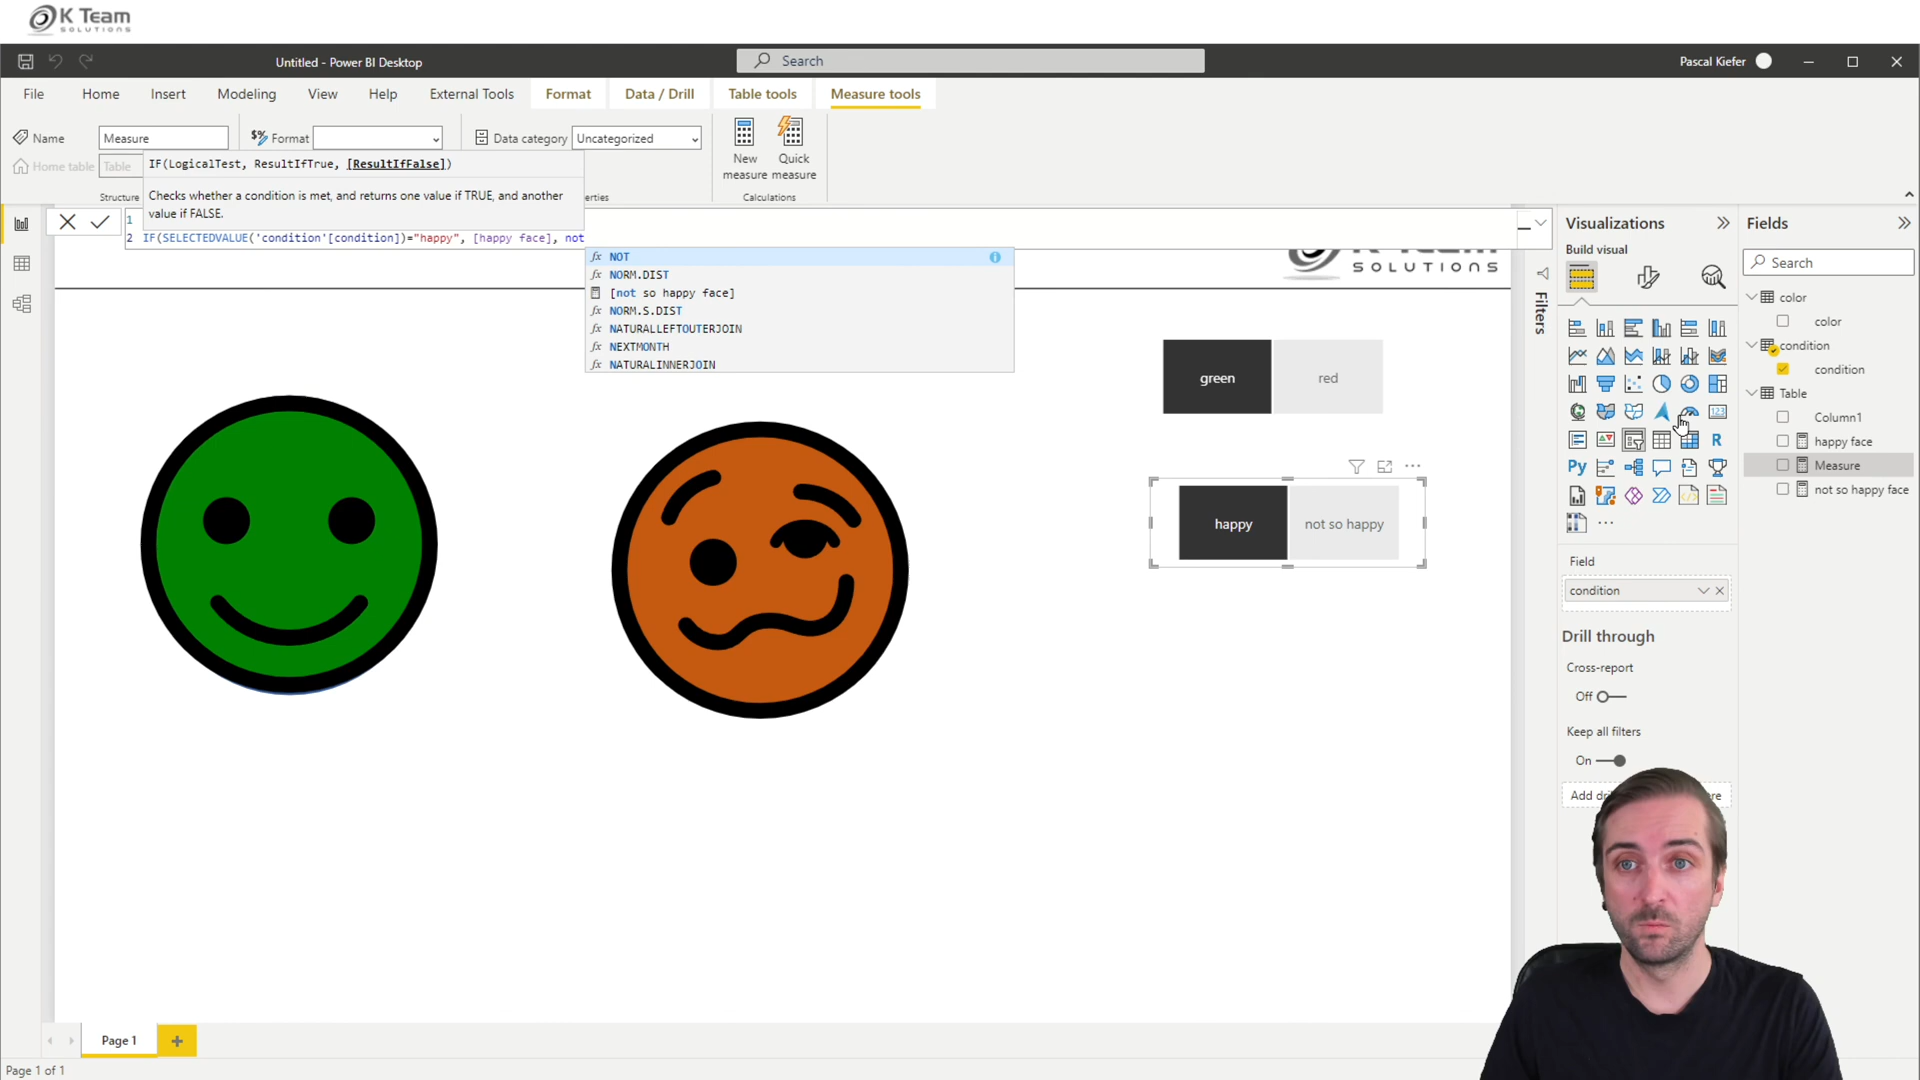 K Team
SOLUTIONS
Untitled - Power BI Desktop
Search
Pascal Kiefer
File
Home
Insert
Modeling
View
Help
External Tools
Format
Data / Drill
Table tools
Measure tools
Name
Measure
Format
Data category
Uncategorized
New
measure
Quick
measure
Home table
Table
Structure
erties
Calculations
IF(LogicalTest, ResultIfTrue, [ResultIfFalse])
Checks whether a condition is met, and returns one value if TRUE, and another
value if FALSE.
1
2 IF(SELECTEDVALUE('condition'[condition])="happy", [happy face], not
NOT
NORM.DIST
[not so happy face]
NORM.S.DIST
NATURALLEFTOUTERJOIN
NEXTMONTH
NATURALINNERJOIN
K Team
SOLUTIONS
green
red
happy
not so happy
Filters
Visualizations
Build visual
123
R
Py
Field
condition
Drill through
Cross-report
Off
Keep all filters
On
Add dri
re
Fields
Search
color
color
condition
condition
Table
Column1
happy face
Measure
not so happy face
Page 1
Page 1 of 1